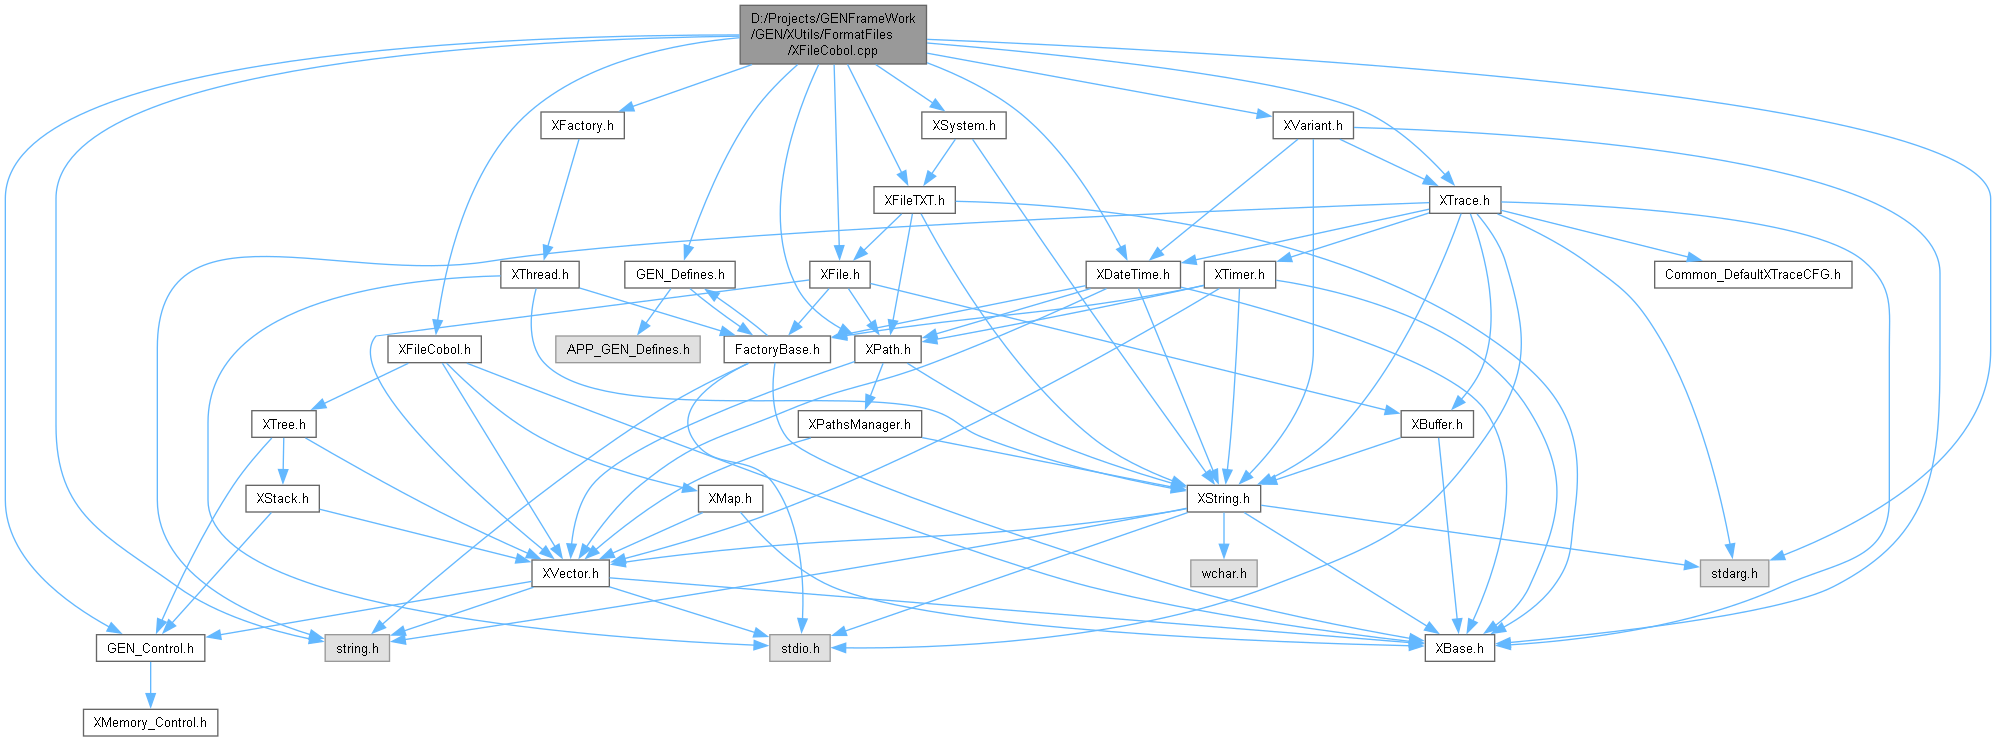 D:/Projects/GENFrameWork
/GEN/XUtils/FormatFiles
/XFileCobol.cpp
XFactory.h
XSystem.h
XVariant.h
XFileTXT.h
XTrace.h
XThread.h
GEN_Defines.h
XFile.h
XDateTime.h
XTimer.h
Common_DefaultXTraceCFG.h
XFileCobol.h
APP_GEN_Defines.h
FactoryBase.h
XPath.h
XTree.h
XPathsManager.h
XBuffer.h
XStack.h
XMap.h
XString.h
XVector.h
wchar.h
stdarg.h
GEN_Control.h
string.h
stdio.h
XBase.h
XMemory_Control.h